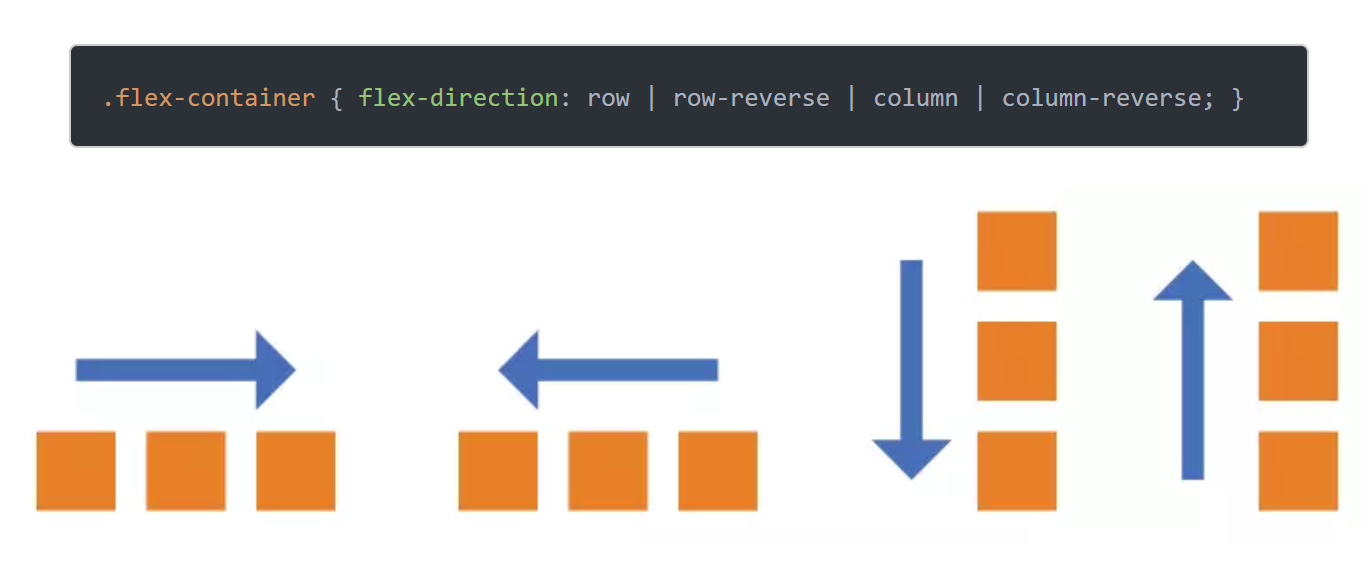 .flex-container { flex-direction: row | row-reverse | column | column-reverse; }